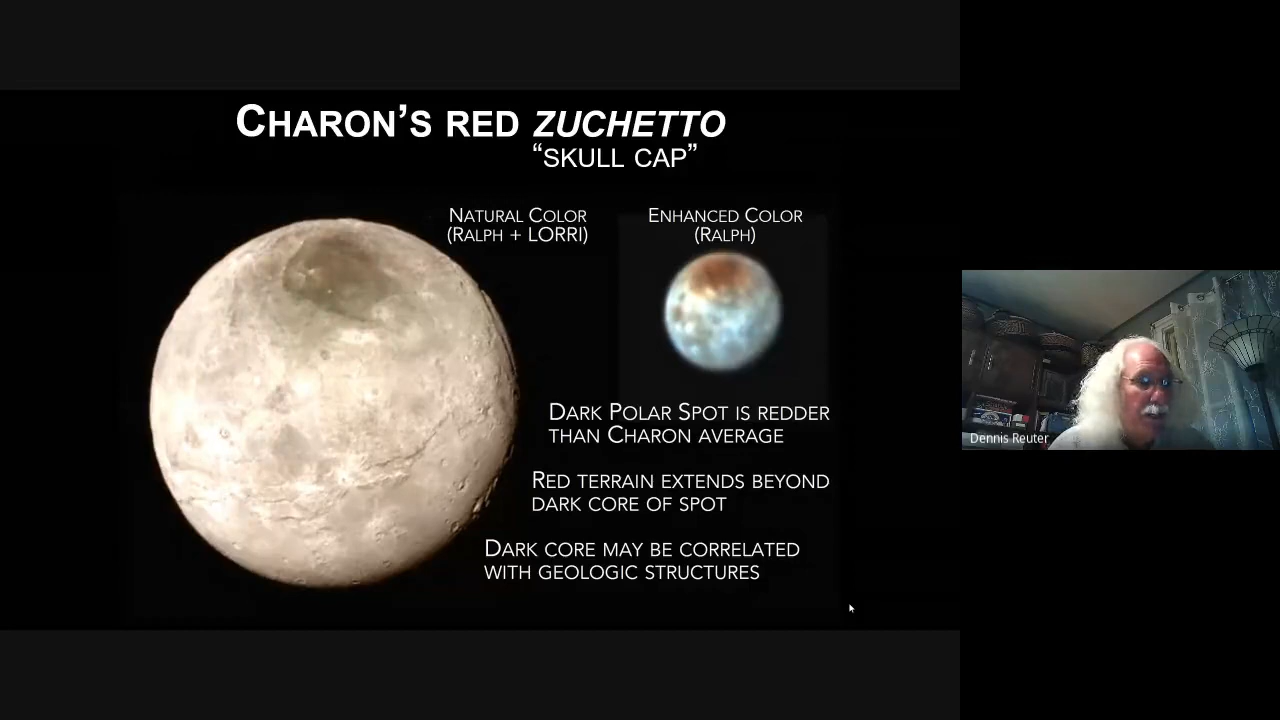 CHARON'S RED ZUCHETTO
"SKULL CAP"
NATURAL COLOR
(RALPH + LORRI)
ENHANCED COLOR
(RALPH)
DARK POLAR SPOT IS REDDER
THAN CHARON AVERAGE
RED TERRAIN EXTENDS BEYOND
DARK CORE OF SPOT
DARK CORE MAY BE CORRELATED
WITH GEOLOGIC STRUCTURES
Dennis Reuter